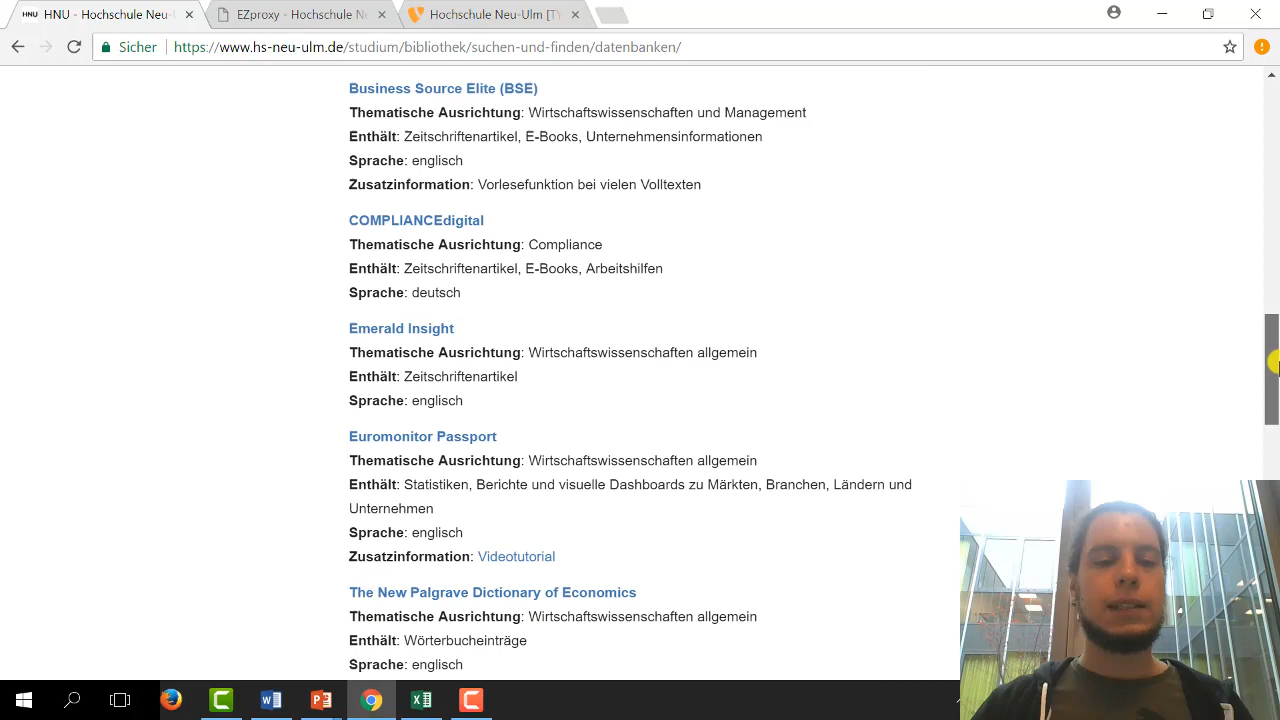 HNU - Hochschule Neu-U
EZproxy - Hochschule Ne
Hochschule Neu-Ulm [TY
Sicher
https://www.hs-neu-ulm.de/studium/bibliothek/suchen-und-finden/datenbanken/
Business Source Elite (BSE)
Thematische Ausrichtung: Wirtschaftswissenschaften und Management
Enthält: Zeitschriftenartikel, E-Books, Unternehmensinformationen
Sprache: englisch
Zusatzinformation: Vorlesefunktion bei vielen Volltexten
COMPLIANCEdigital
Thematische Ausrichtung: Compliance
Enthält: Zeitschriftenartikel, E-Books, Arbeitshilfen
Sprache: deutsch
Emerald Insight
Thematische Ausrichtung: Wirtschaftswissenschaften allgemein
Enthält: Zeitschriftenartikel
Sprache: englisch
Euromonitor Passport
Thematische Ausrichtung: Wirtschaftswissenschaften allgemein
Enthält: Statistiken, Berichte und visuelle Dashboards zu Märkten, Branchen, Ländern und
Unternehmen
Sprache: englisch
Zusatzinformation: Videotutorial
The New Palgrave Dictionary of Economics
Thematische Ausrichtung: Wirtschaftswissenschaften allgemein
Enthält: Wörterbucheinträge
Sprache: englisch